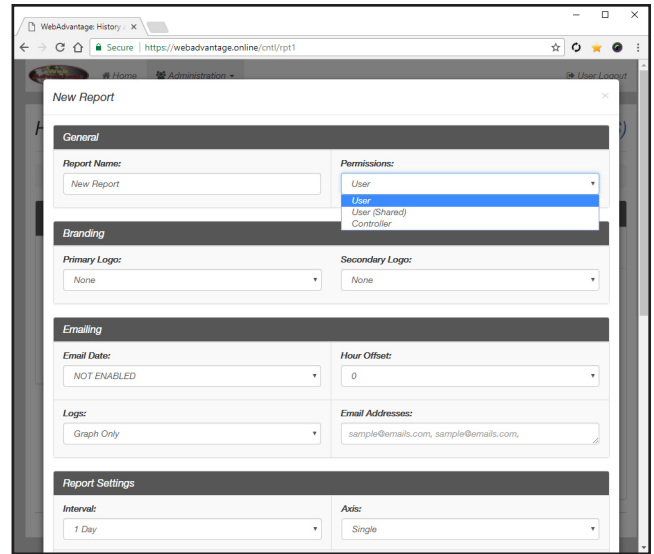 WebAdvantage: History
Secure | https://webadvantage.online/cntl/rpt1
Home Administration User Logout
New Report ×
General
Report Name: Permissions:
New Report User
User
User (Shared)
Controller
Branding
Primary Logo: Secondary Logo:
None None
Emailing
Email Date: Hour Offset:
NOT ENABLED 0
Logs: Email Addresses:
Graph Only sample@emails.com, sample@emails.com,
Report Settings
Interval: Axis:
1 Day Single